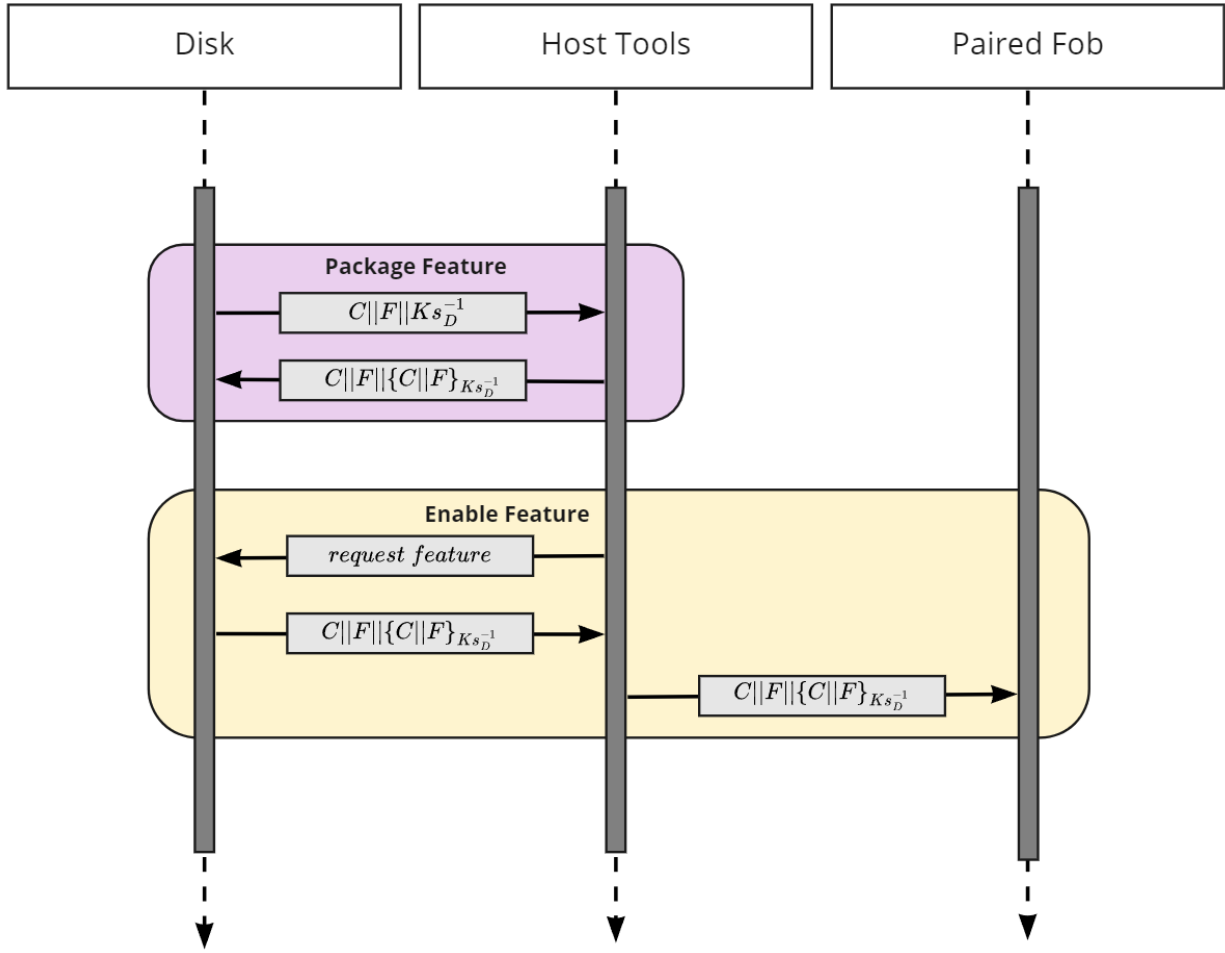 Disk
Host Tools
Paired Fob
Package Feature
$C||F||Ks_D^{-1}$
$C||F||\{C||F\}_{Ks_D^{-1}}$
Enable Feature
request feature
$C||F||\{C||F\}_{Ks_D^{-1}}$
$C||F||\{C||F\}_{Ks_D^{-1}}$